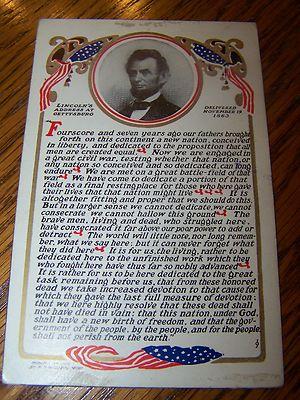 LINCOLN'S
ADDRESS AT
GETTYSBURG
DELIVERED
NOVEMBER 19
1863.
Fourscore and seven years ago our fathers brought
forth on this continent a new nation, conceived
in liberty, and dedicated to the proposition that all
men are created equal. Now we are engaged in
a great civil war, testing whether that nation, or
any nation so conceived and so dedicated, can long
endure. We are met on a great battle-field of that
war. We have come to dedicate a portion of that
field as a final resting place for those who here gave
their lives that that nation might live. It is
altogether fitting and proper that we should do this.
But in a larger sense we cannot dedicate, we cannot
consecrate we cannot hallow this ground. The
brave men, living and dead, who struggled here,
have consecrated it far above our poor power to add or
detract. The world will little note, nor long remem-
ber, what we say here; but it can never forget what
they did here. It is for us, the living, rather to be
dedicated here to the unfinished work which they
who fought here have thus far so nobly advanced.
It is rather for us to be here dedicated to the great
task remaining before us, that from these honored
dead we take increased devotion to that cause for
which they gave the last full measure of devotion;
that we here highly resolve that these dead shall
not have died in vain; that this nation, under God,
shall have a new birth of freedom, and that the gov-
ernment of the people, by the people, and for the people,
shall not perish from the earth."